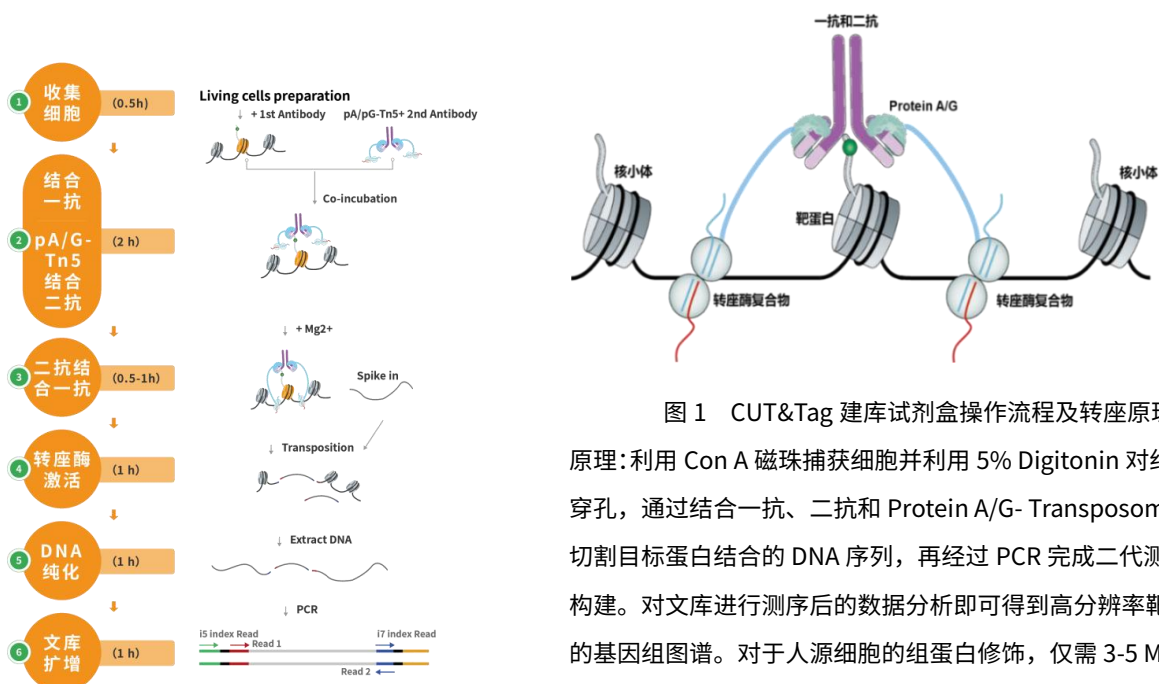 1
收集
细胞
(0.5h)
2
结合
一抗
pA/G-
Tn5
结合
二抗
(2 h)
3
二抗结
合一抗
(0.5-1h)
4
转座酶
激活
(1 h)
5
DNA
纯化
(1 h)
6
文库
扩增
(1 h)
Living cells preparation
+ 1st Antibody
pA/pG-Tn5+ 2nd Antibody
Co-incubation
+ Mg2+
Spike in
Transposition
Extract DNA
PCR
i5 index Read
i7 index Read
Read 1
Read 2
一抗和二抗
Protein A/G
核小体
核小体
靶蛋白
转座酶复合物
转座酶复合物
图 1 CUT&Tag 建库试剂盒操作流程及转座原理
原理：利用 Con A 磁珠捕获细胞并利用 5% Digitonin 对
穿孔，通过结合一抗、二抗和 Protein A/G- Transposom
切割目标蛋白结合的 DNA 序列，再经过 PCR 完成二代测
构建。对文库进行测序后的数据分析即可得到高分辨率靶
的基因组图谱。对于人源细胞的组蛋白修饰，仅需 3-5 M